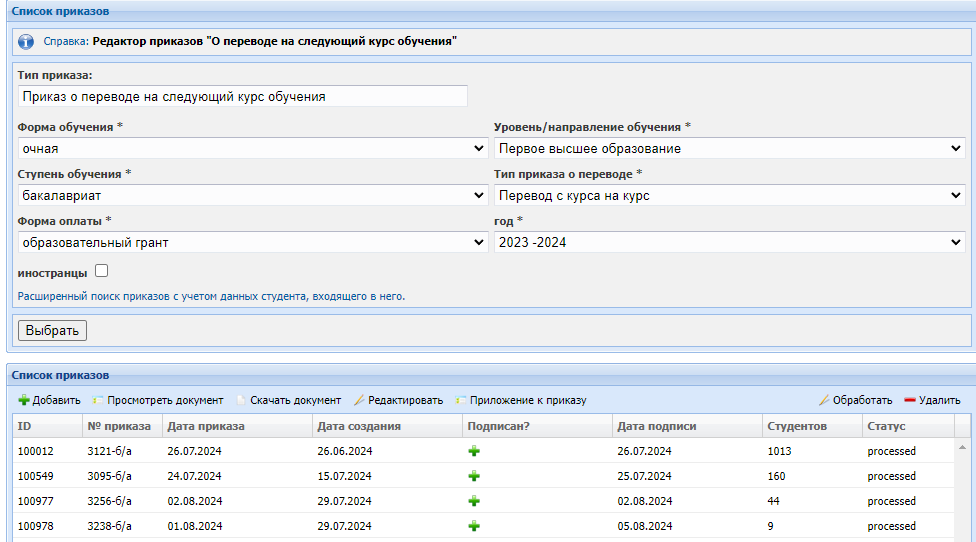 Список приказов
Справка: Редактор приказов "О переводе на следующий курс обучения"
Тип приказа:
Приказ о переводе на следующий курс обучения
Форма обучения * Уровень/направление обучения *
очная Первое высшее образование
Ступень обучения * Тип приказа о переводе *
бакалавриат Перевод с курса на курс
Форма оплаты * год *
образовательный грант 2023 -2024
иностранцы
Расширенный поиск приказов с учетом данных студента, входящего в него.
Выбрать
Список приказов
Добавить Просмотреть документ Скачать документ Редактировать Приложение к приказу Обработать Удалить
ID № приказа Дата приказа Дата создания Подписан? Дата подписи Студентов Статус
100012 3121-б/а 26.07.2024 26.06.2024 26.07.2024 1013 processed
100549 3095-б/а 24.07.2024 15.07.2024 25.07.2024 160 processed
100977 3256-б/а 02.08.2024 29.07.2024 02.08.2024 44 processed
100978 3238-б/а 01.08.2024 29.07.2024 05.08.2024 9 processed